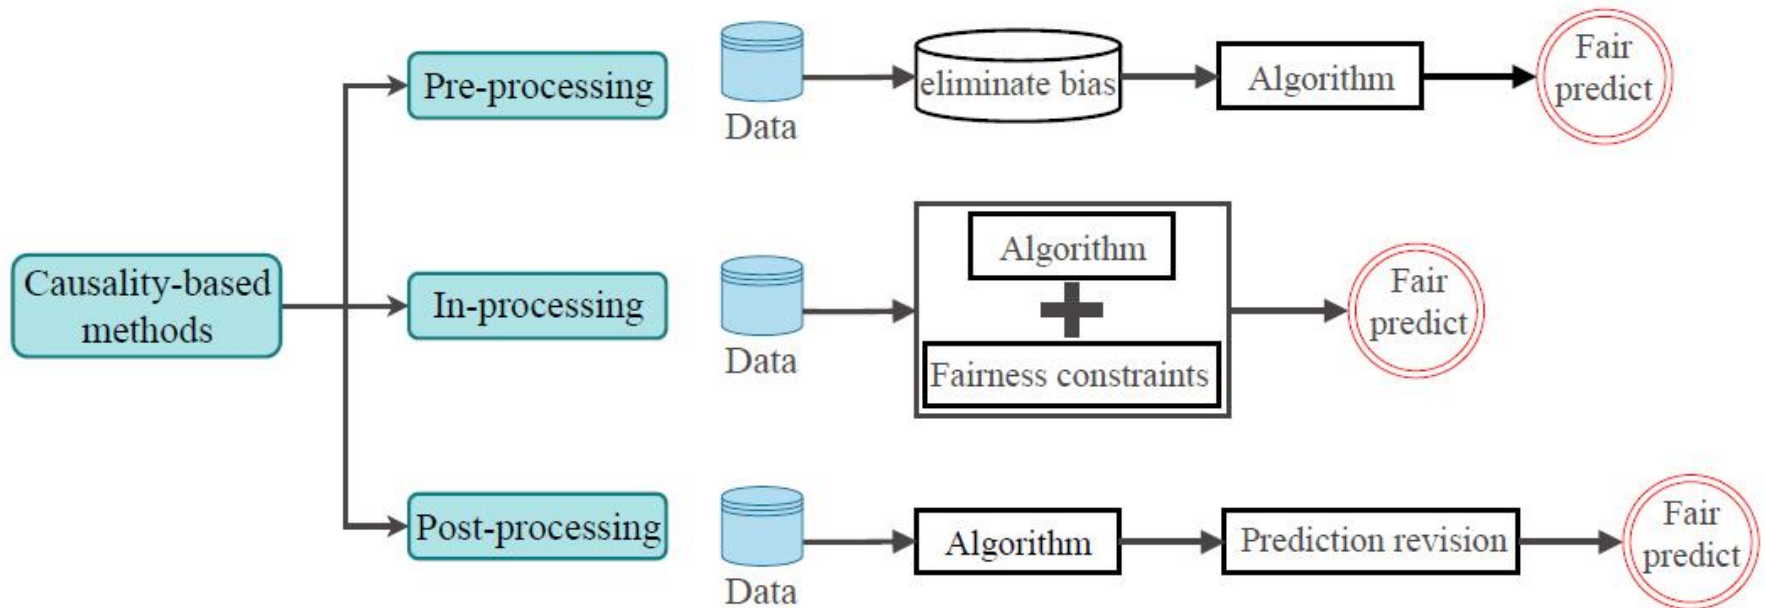 Causality-based
methods
Pre-processing
Data
eliminate bias
Algorithm
Fair
predict
In-processing
Data
Algorithm
Fairness constraints
Fair
predict
Post-processing
Data
Algorithm
Prediction revision
Fair
predict